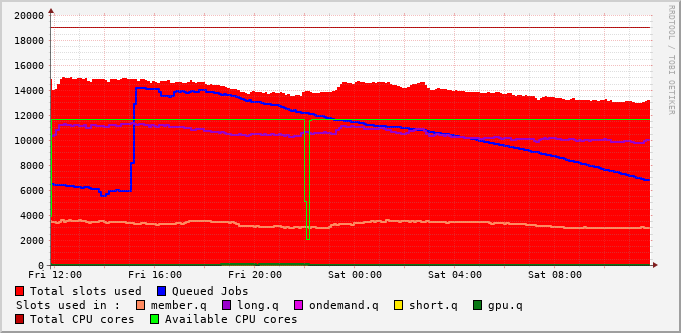 RRDTOOL / TOBI OETIKER
20000
18000
16000
14000
12000
10000
8000
6000
4000
2000
0
Fri 12:00 Fri 16:00 Fri 20:00 Sat 00:00 Sat 04:00 Sat 08:00
Total slots used Queued Jobs
Slots used in : member.q long.q ondemand.q short.q gpu.q
Total CPU cores Available CPU cores